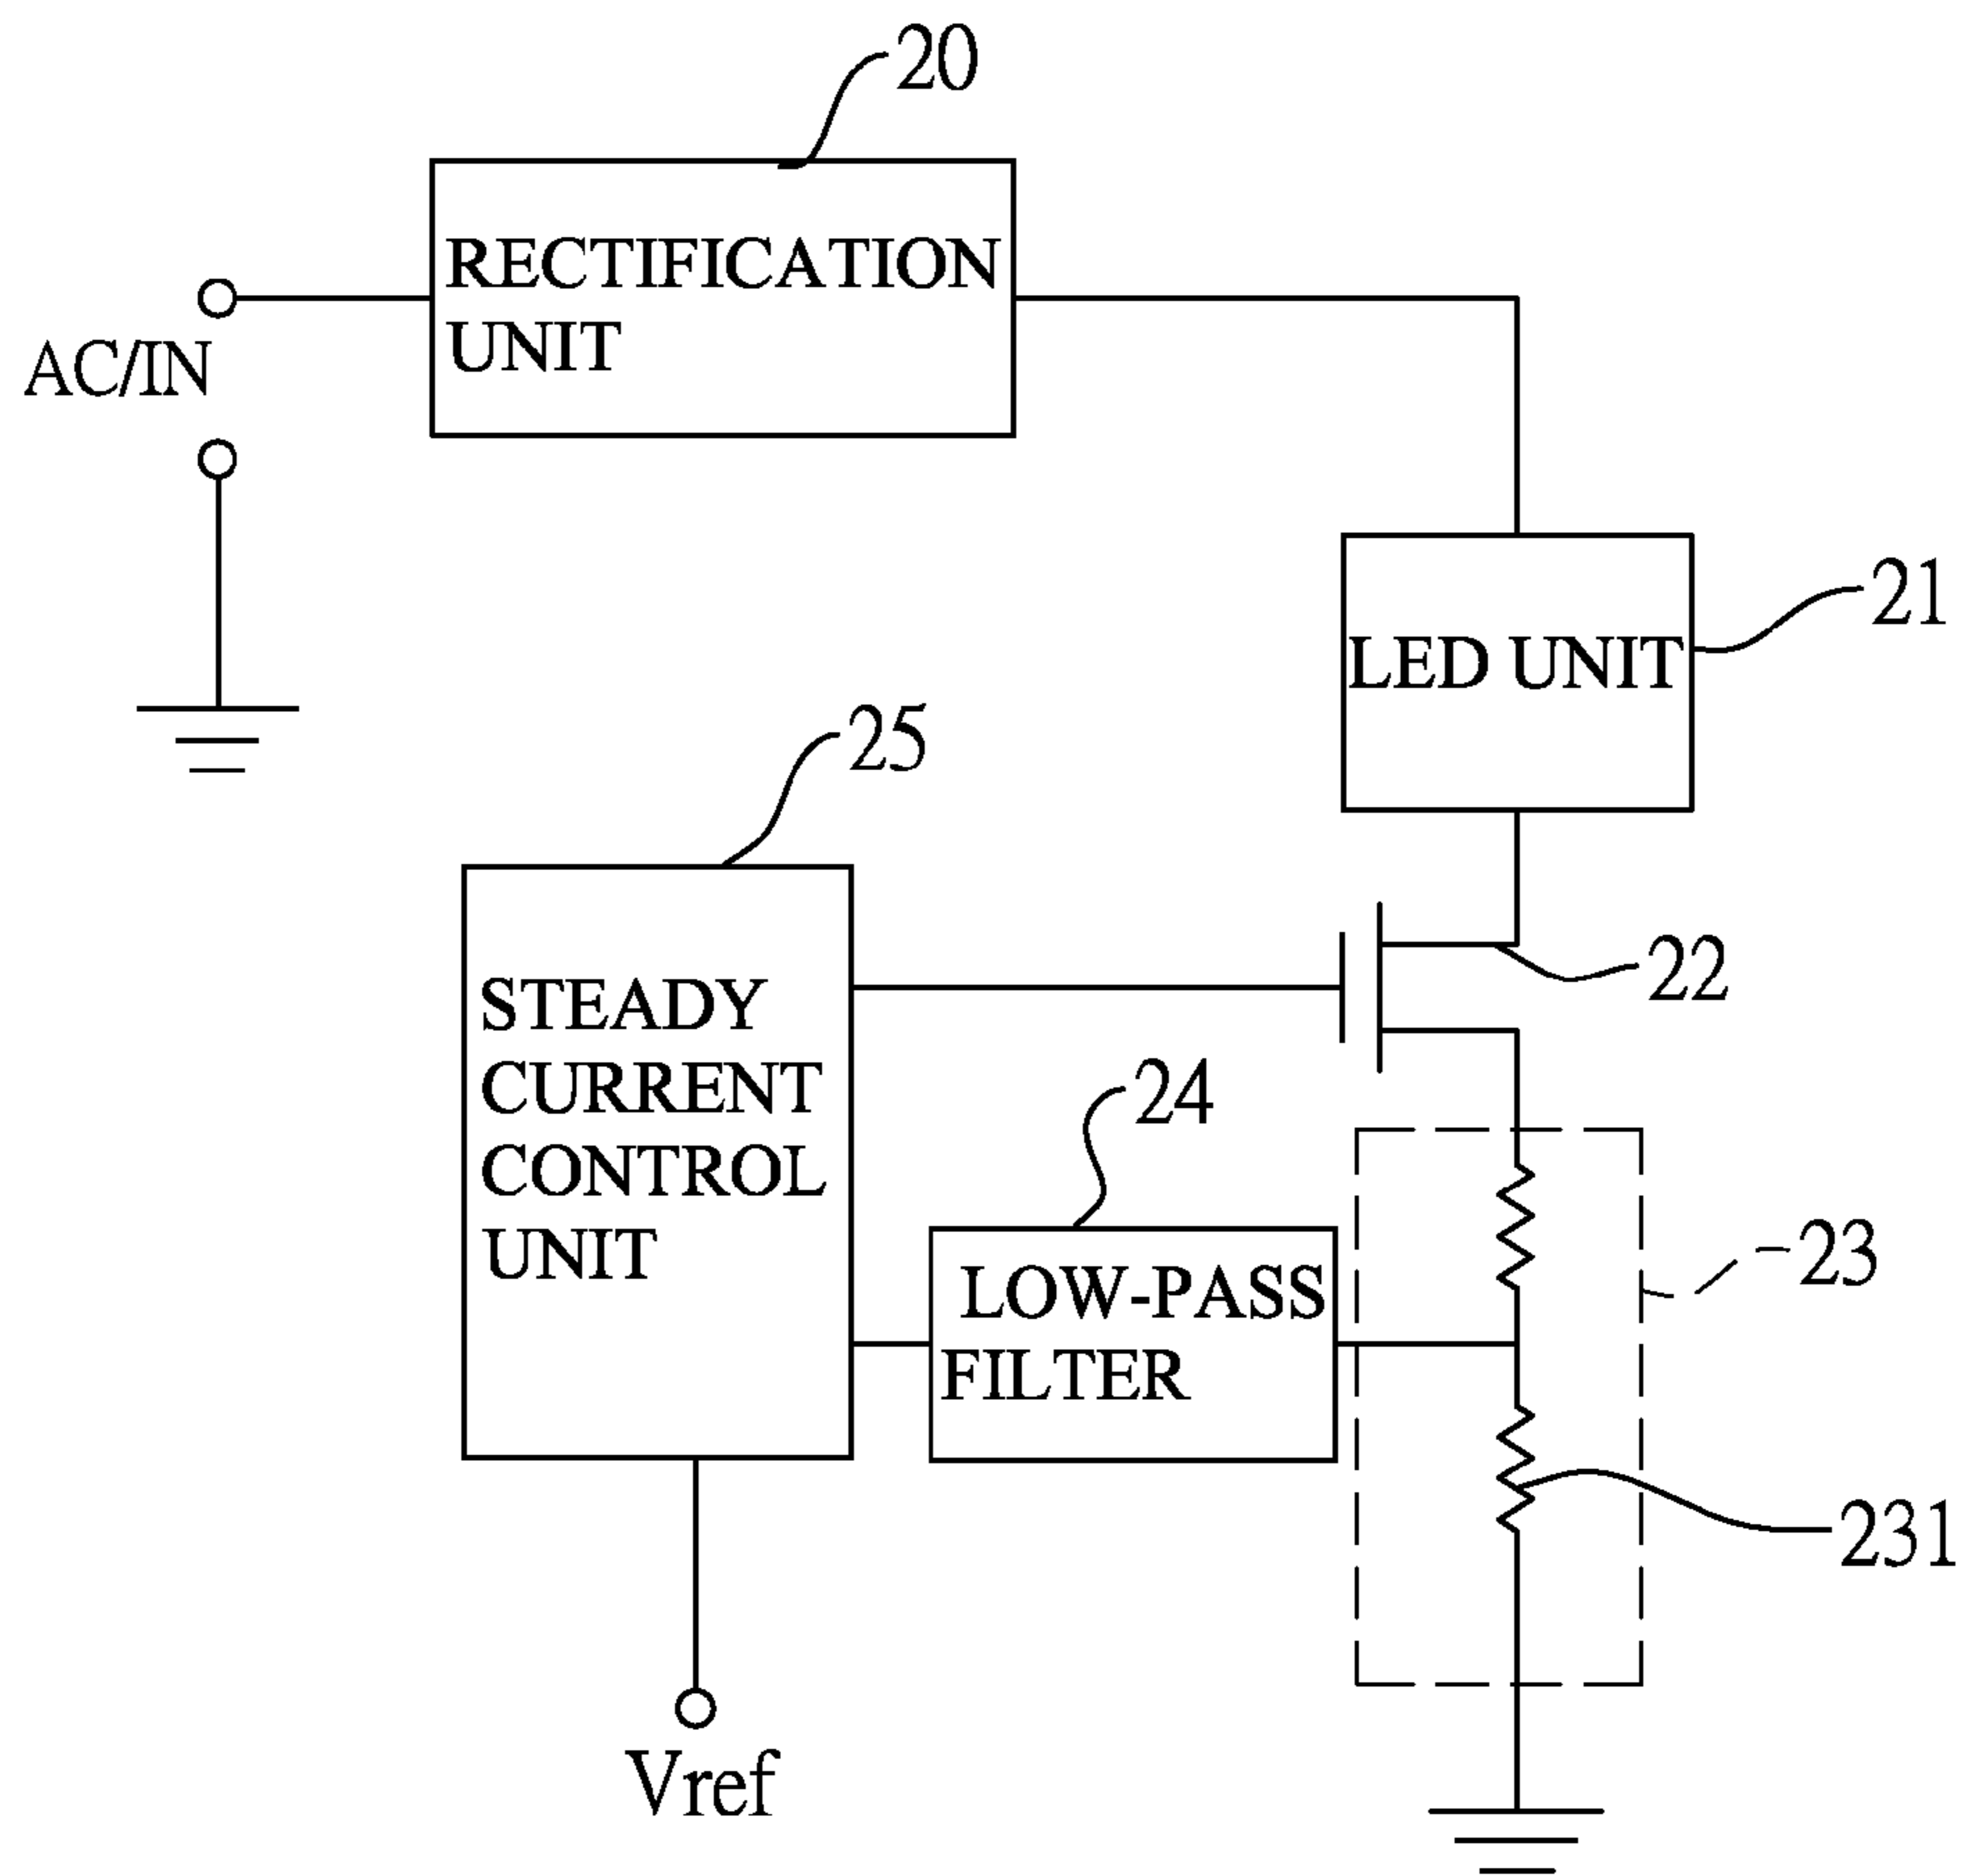 20
RECTIFICATION
UNIT
AC/IN
21
LED UNIT
25
22
STEADY
CURRENT
CONTROL
UNIT
24
23
LOW-PASS
FILTER
231
Vref